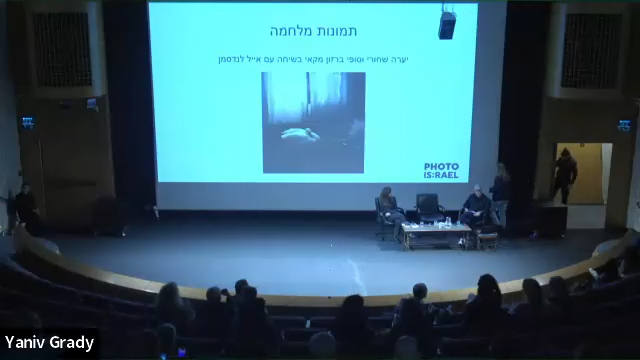 תמונות מלחמה
יערה שחורי וסופי ברזון מקאי בשיחה עם אייל לנדסמן
PHOTO
IS:RAEL
Yaniv Grady